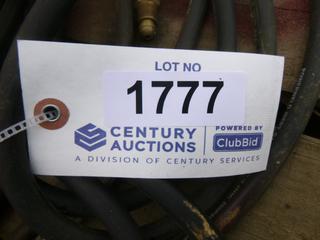 LOT NO
1777
CENTURY
AUCTIONS
POWERED BY
ClubBid
A DIVISION OF CENTURY SERVICES